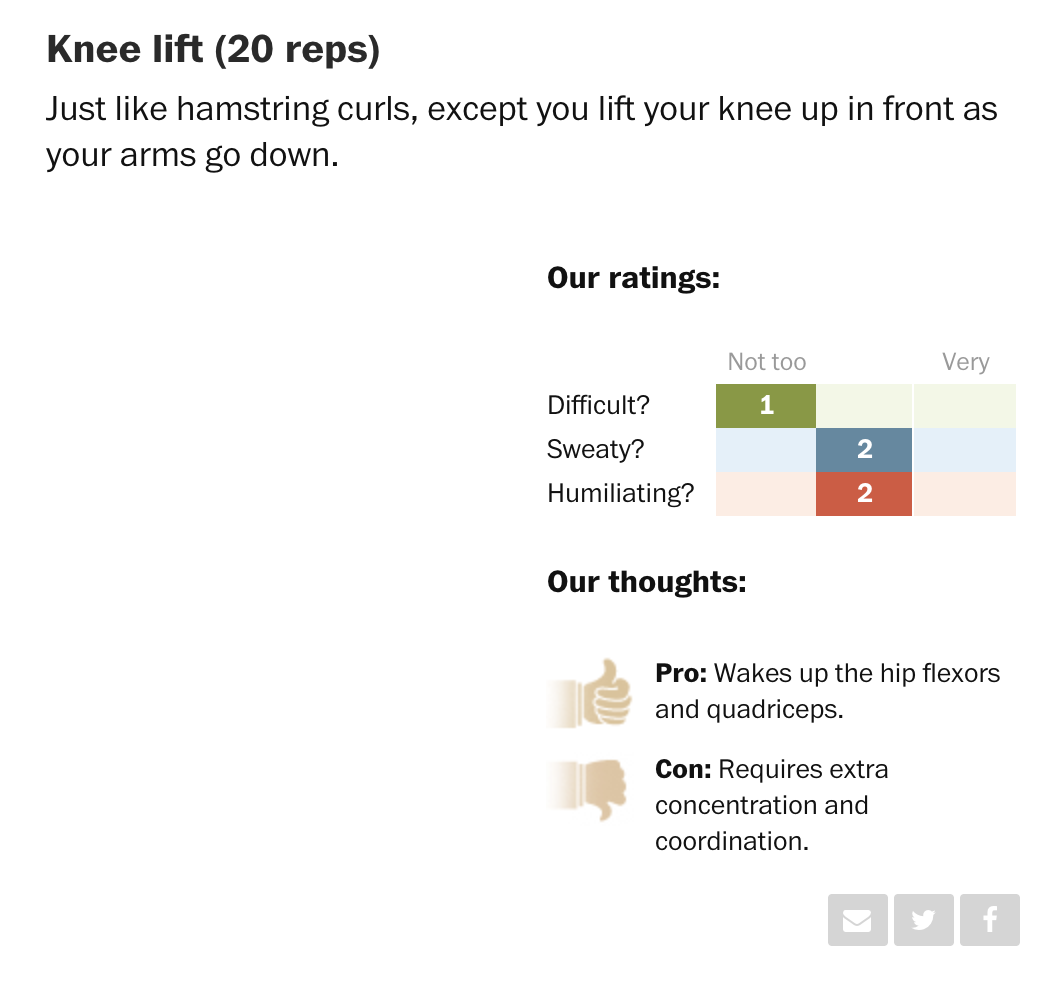 Knee lift (20 reps)
Just like hamstring curls, except you lift your knee up in front as
your arms go down.
Our ratings:
Not too Very
Difficult? 1
Sweaty? 2
Humiliating? 2
Our thoughts:
Pro: Wakes up the hip flexors
and quadriceps.
Con: Requires extra
concentration and
coordination.